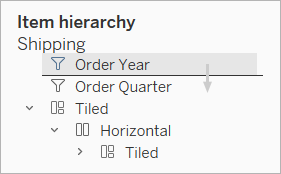 Item hierarchy
Shipping
Order Year
Order Quarter
Tiled
Horizontal
Tiled